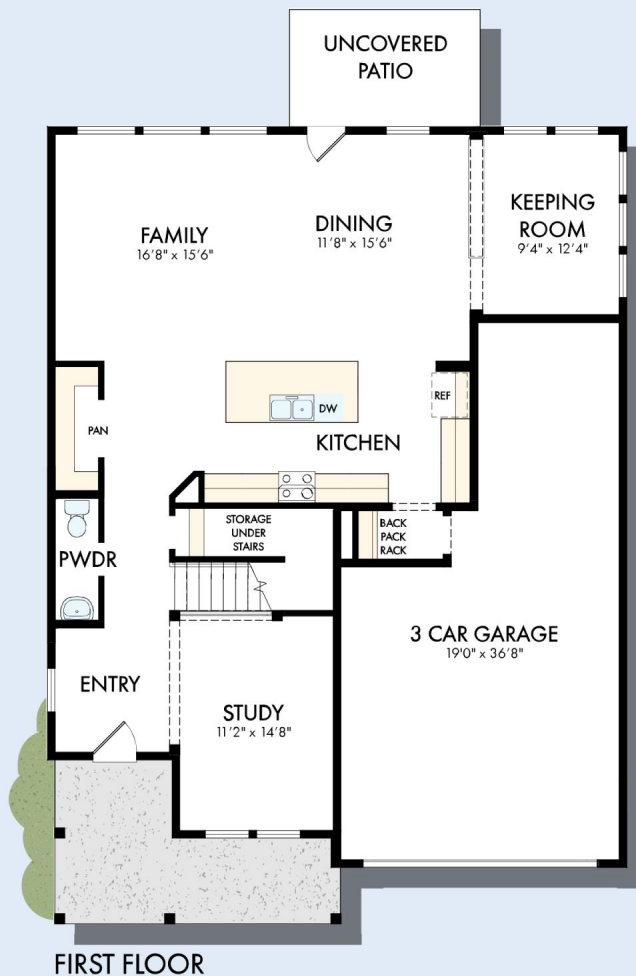 UNCOVERED
PATIO
FAMILY
16'8" x 15'6"
DINING
11'8" x 15'6"
KEEPING
ROOM
9'4" x 12'4"
PAN
DW
REF
KITCHEN
PWDR
STORAGE
UNDER
STAIRS
BACK
PACK
RACK
3 CAR GARAGE
19'0" x 36'8"
ENTRY
STUDY
11'2" x 14'8"
FIRST FLOOR